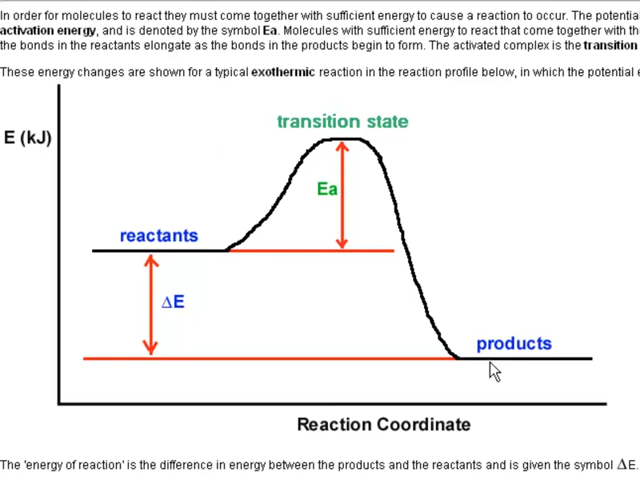 In order for molecules to react they must come together with sufficient energy to cause a reaction to occur. The potential
activation energy, and is denoted by the symbol Ea. Molecules with sufficient energy to react that come together with th
the bonds in the reactants elongate as the bonds in the products begin to form. The activated complex is the transition
These energy changes are shown for a typical exothermic reaction in the reaction profile below, in which the potential e
transition state
E (kJ)
Ea
reactants
ΔE
products
Reaction Coordinate
The 'energy of reaction' is the difference in energy between the products and the reactants and is given the symbol ΔE.